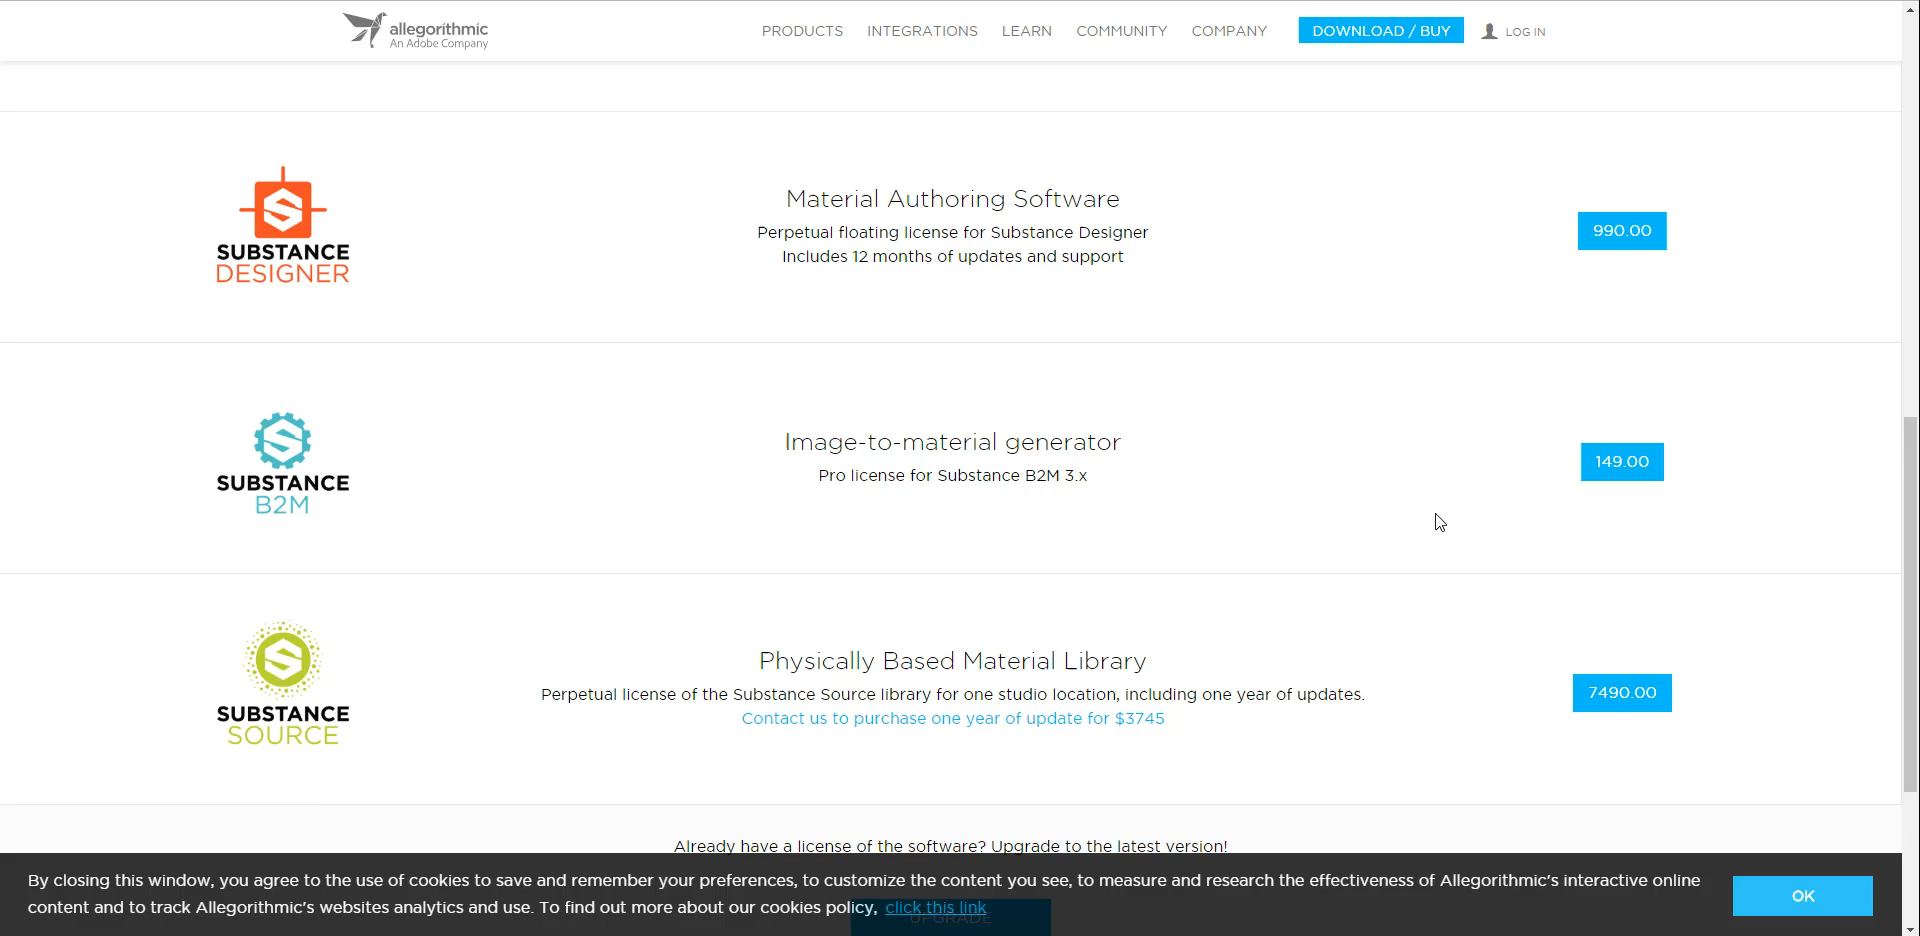 allegorithmic
An Adobe Company
PRODUCTS INTEGRATIONS LEARN COMMUNITY COMPANY DOWNLOAD / BUY LOG IN
SUBSTANCE
DESIGNER
Material Authoring Software
Perpetual floating license for Substance Designer
Includes 12 months of updates and support
990.00
SUBSTANCE
B2M
Image-to-material generator
Pro license for Substance B2M 3.x
149.00
SUBSTANCE
SOURCE
Physically Based Material Library
Perpetual license of the Substance Source library for one studio location, including one year of updates.
Contact us to purchase one year of update for $3745
7490.00
Already have a license of the software? Upgrade to the latest version!
By closing this window, you agree to the use of cookies to save and remember your preferences, to customize the content you see, to measure and research the effectiveness of Allegorithmic's interactive online
content and to track Allegorithmic's websites analytics and use. To find out more about our cookies policy, click this link
OK
UPGRADE